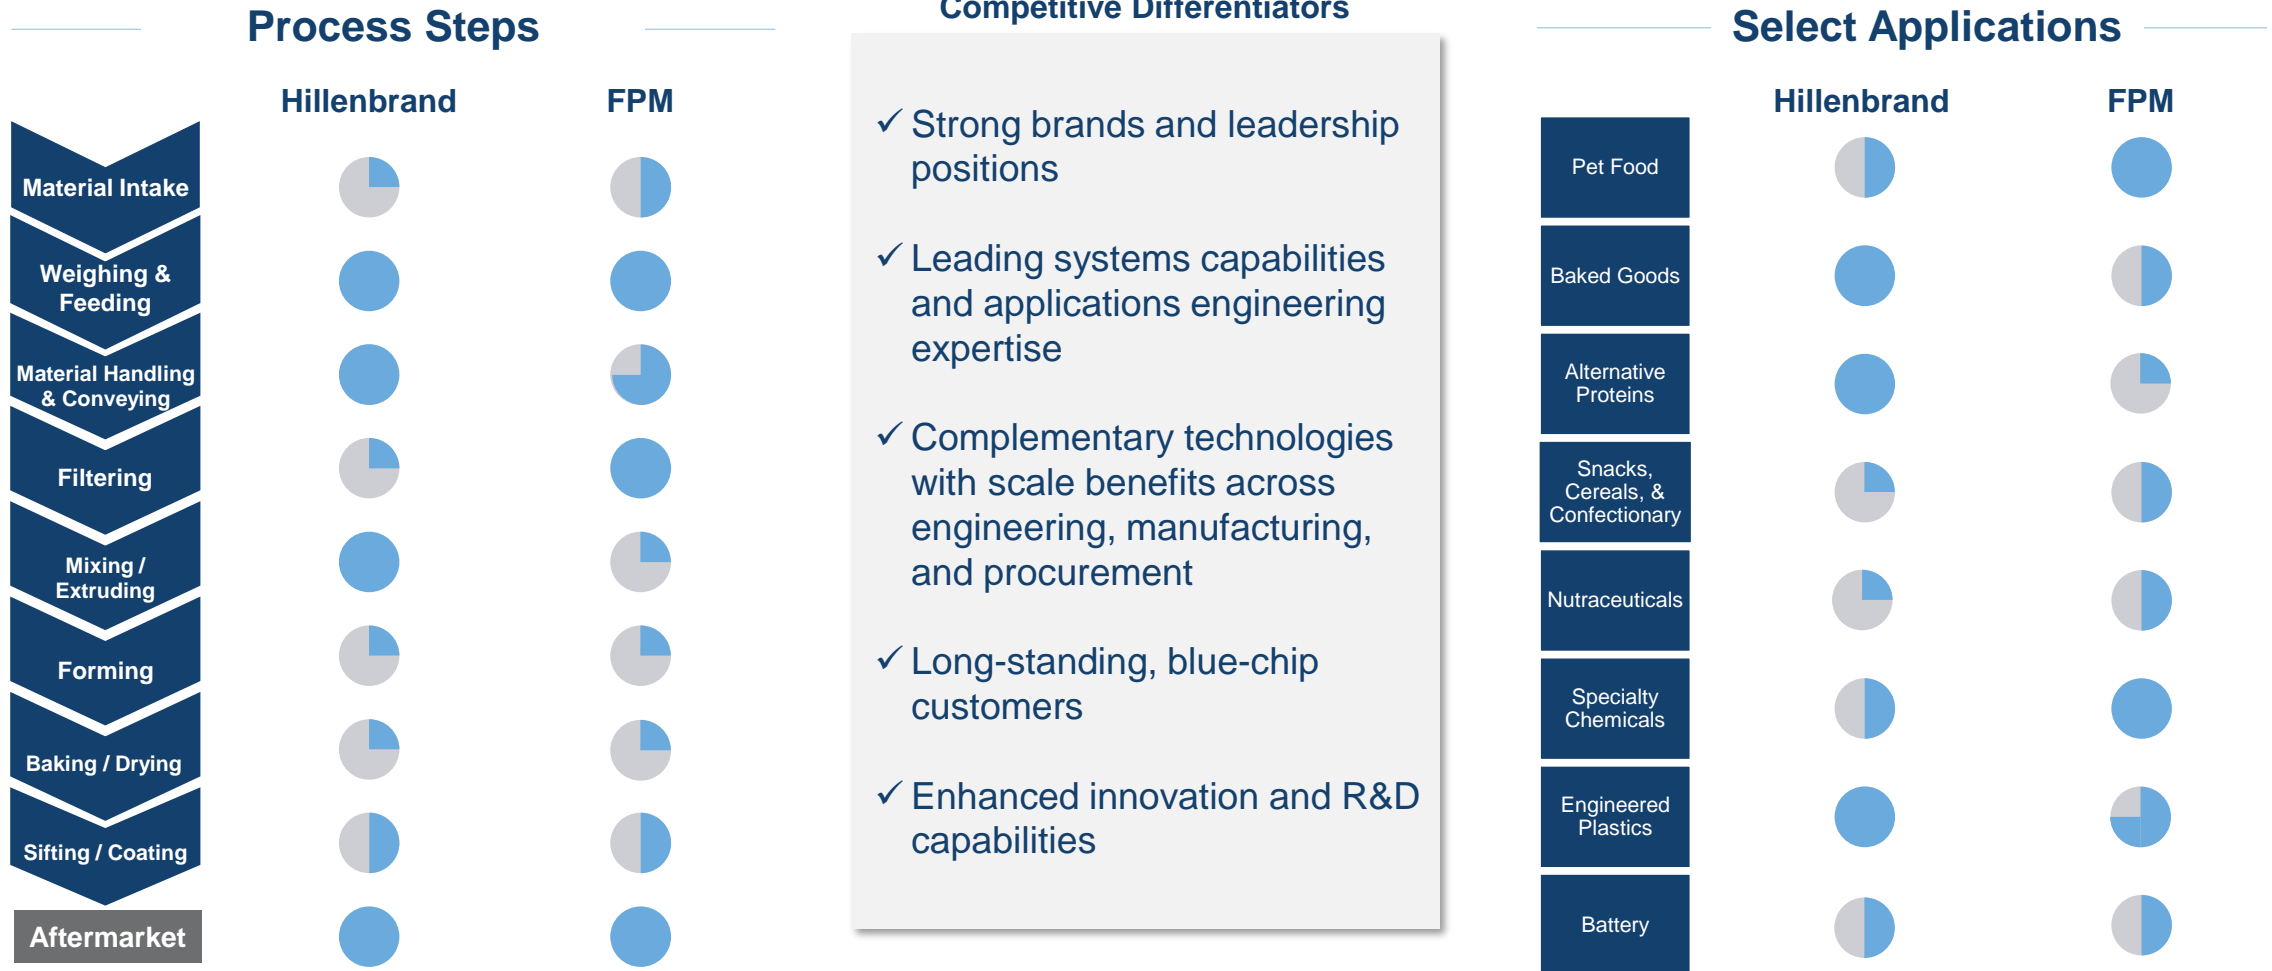 Process Steps
Hillenbrand
FPM
Material Intake
Weighing &
Feeding
Material Handling
& Conveying
Filtering
Mixing /
Extruding
Forming
Baking / Drying
Sifting / Coating
Aftermarket
Competitive Differentiators
✓ Strong brands and leadership
positions
✓ Leading systems capabilities
and applications engineering
expertise
✓ Complementary technologies
with scale benefits across
engineering, manufacturing,
and procurement
✓ Long-standing, blue-chip
customers
✓ Enhanced innovation and R&D
capabilities
Select Applications
Hillenbrand
FPM
Pet Food
Baked Goods
Alternative
Proteins
Snacks,
Cereals, &
Confectionary
Nutraceuticals
Specialty
Chemicals
Engineered
Plastics
Battery